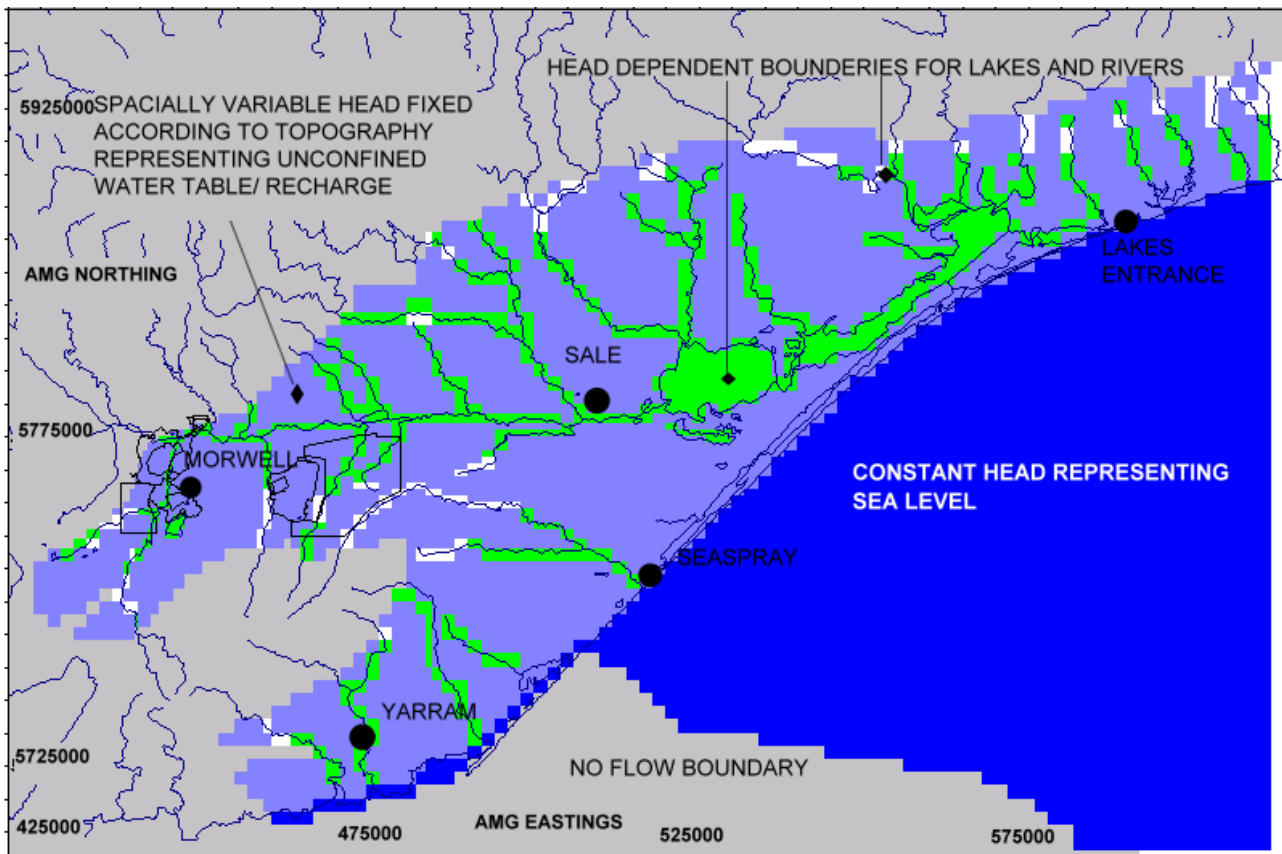 HEAD DEPENDENT BOUNDERIES FOR LAKES AND RIVERS
5925000
SPACIALLY VARIABLE HEAD FIXED
ACCORDING TO TOPOGRAPHY
REPRESENTING UNCONFINED
WATER TABLE/ RECHARGE
AMG NORTHING
LAKES
ENTRANCE
SALE
5775000
MORWELL
CONSTANT HEAD REPRESENTING
SEA LEVEL
SEASPRAY
YARRAM
5725000
NO FLOW BOUNDARY
425000
475000
AMG EASTINGS
525000
575000